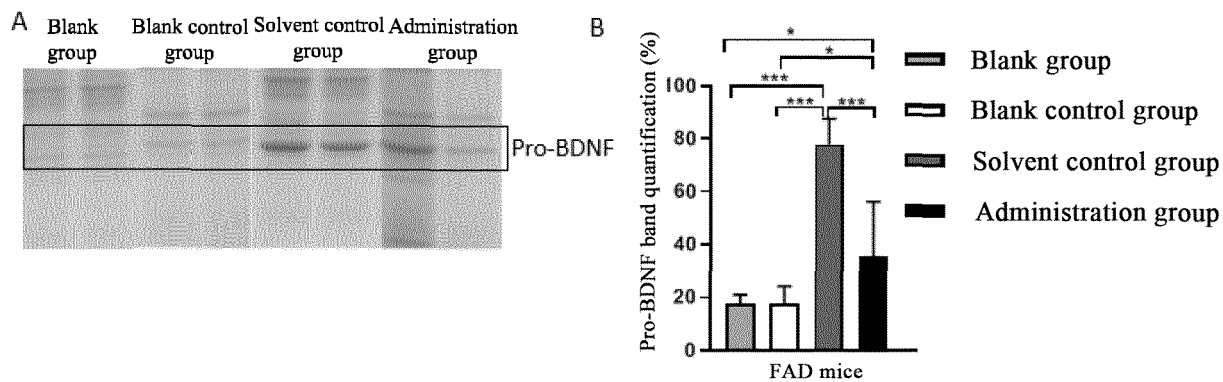 A
Blank
group
Blank control
group
Solvent control
group
Administration
group
Pro-BDNF
B
Pro-BDNF band quantification (%)
100
80
60
40
20
0
*
*
***
***
***
FAD mice
Blank group
Blank control group
Solvent control group
Administration group